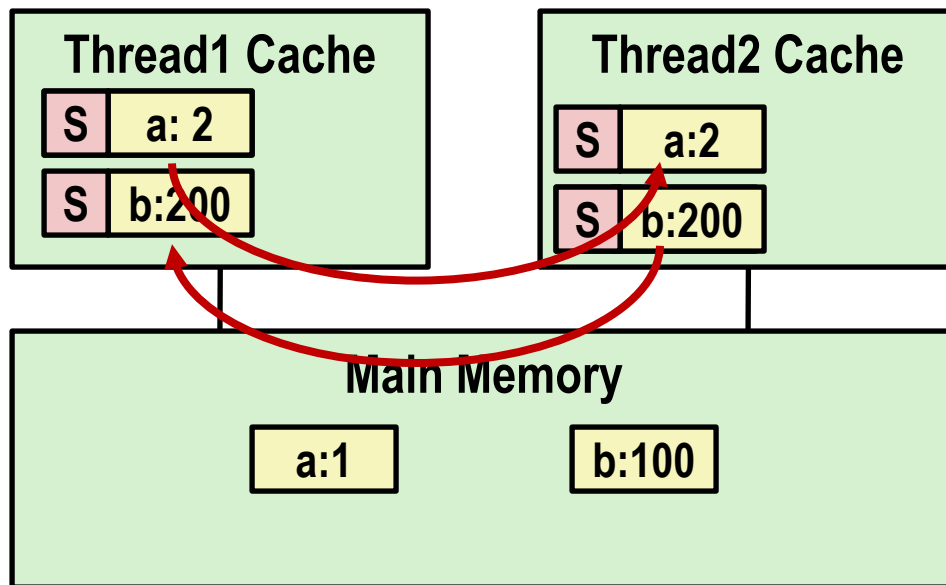 Thread1 Cache
S a: 2
S b:200
Thread2 Cache
S a:2
S b:200
Main Memory
a:1 b:100